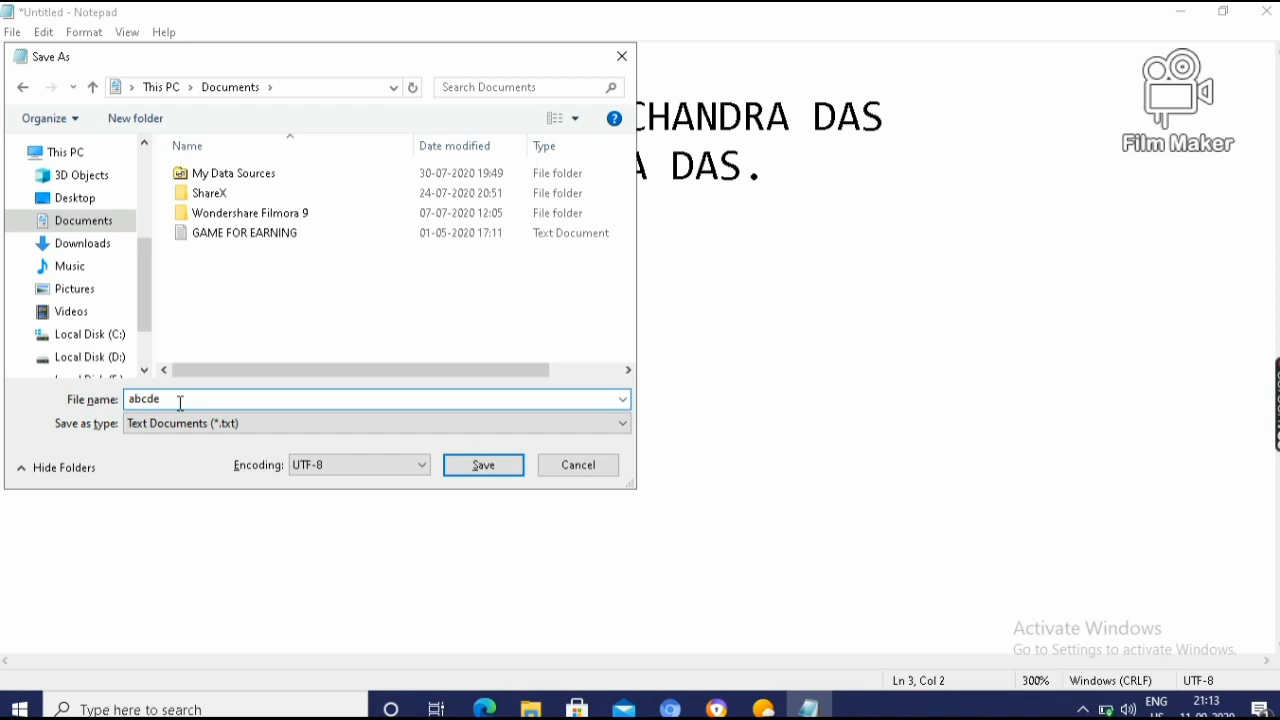 *Untitled - Notepad
File Edit Format View Help
Save As
This PC Documents
Search Documents
Organize New folder
Name Date modified Type
This PC
3D Objects
Desktop
Documents
Downloads
Music
Pictures
Videos
Local Disk (C:)
Local Disk (D:)
My Data Sources 30-07-2020 19:49 File folder
ShareX 24-07-2020 20:51 File folder
Wondershare Filmora 9 07-07-2020 12:05 File folder
GAME FOR EARNING 01-05-2020 17:11 Text Document
File name: abcde
Save as type: Text Documents (*.txt)
Hide Folders
Encoding: UTF-8 Save Cancel
CHANDRA DAS
A DAS.
Film Maker
Activate Windows
Go to Settings to activate Windows.
Ln 3, Col 2 300% Windows (CRLF) UTF-8
Type here to search
ENG 21:13